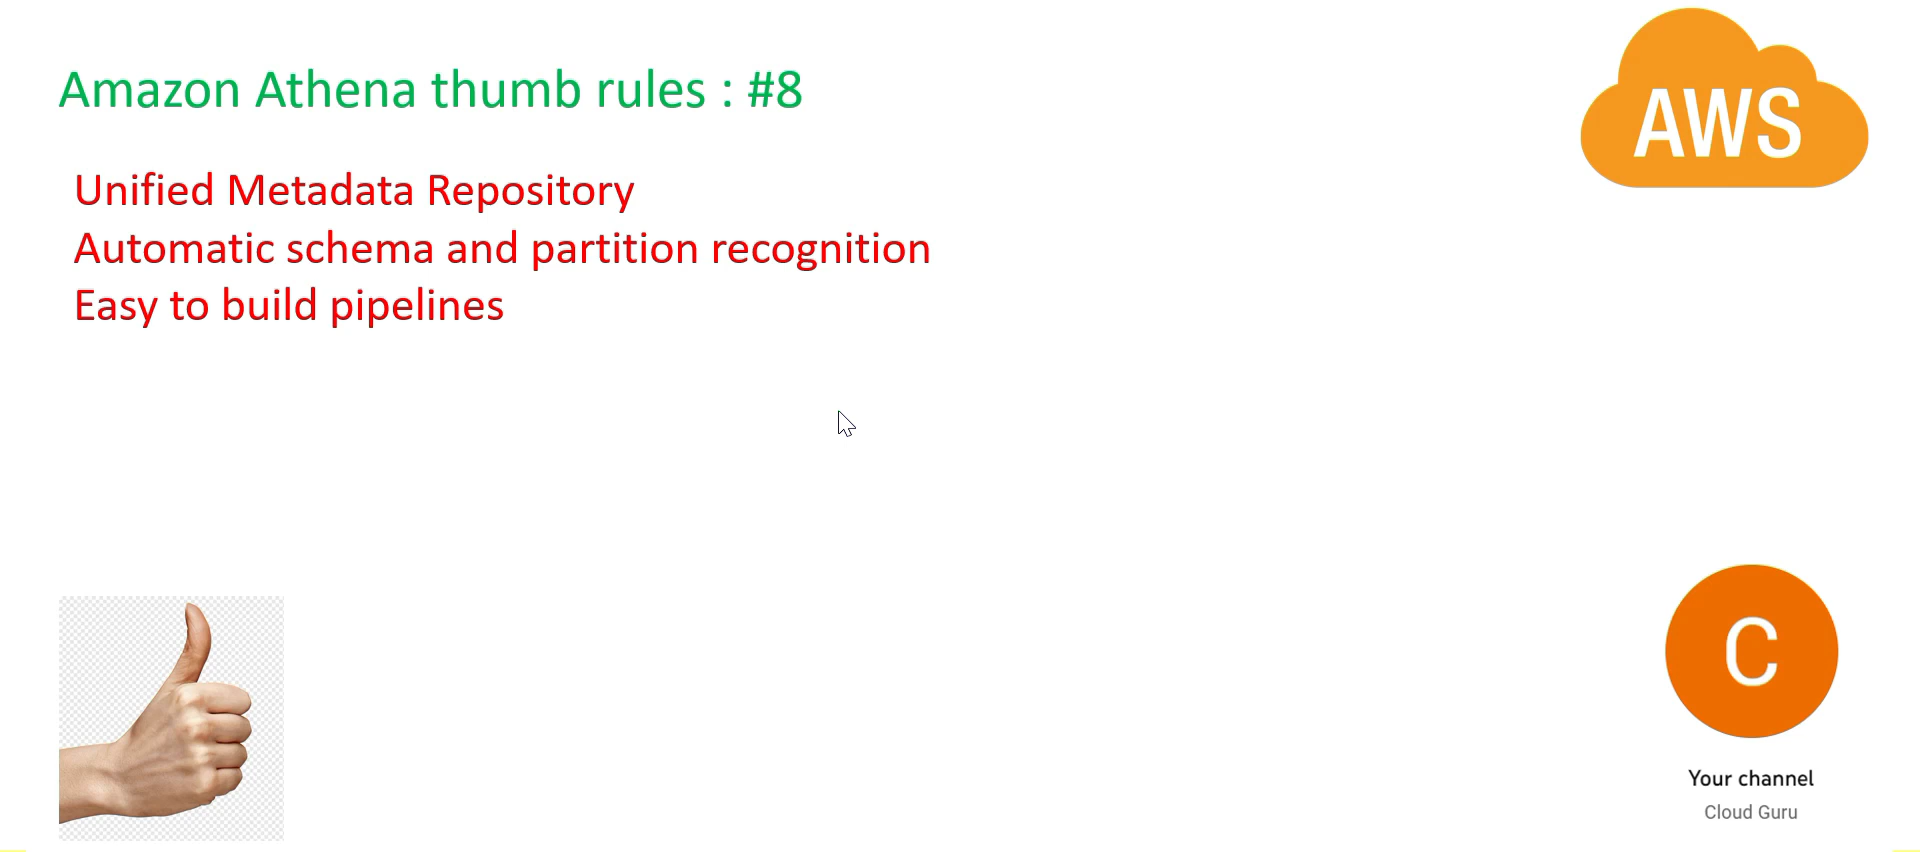 Amazon Athena thumb rules : #8
AWS
Unified Metadata Repository
Automatic schema and partition recognition
Easy to build pipelines
C
Your channel
Cloud Guru